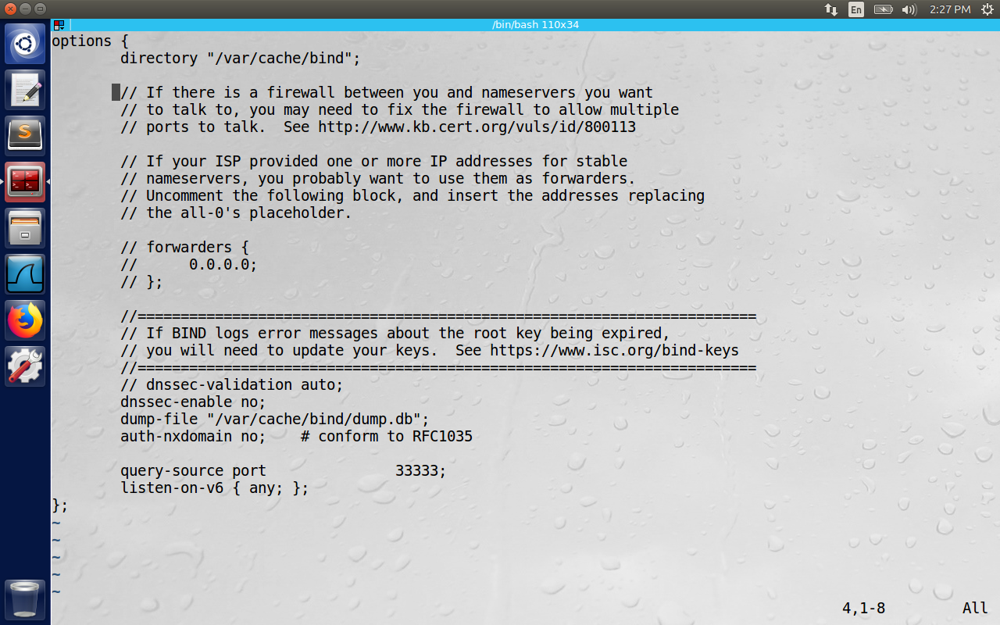 En 2:27 PM
/bin/bash 110x34
options {
directory "/var/cache/bind";
// If there is a firewall between you and nameservers you want
// to talk to, you may need to fix the firewall to allow multiple
// ports to talk.  See http://www.kb.cert.org/vuls/id/800113
// If your ISP provided one or more IP addresses for stable
// nameservers, you probably want to use them as forwarders.
// Uncomment the following block, and insert the addresses replacing
// the all-0's placeholder.
// forwarders {
//      0.0.0.0;
// };
//========================================================================
// If BIND logs error messages about the root key being expired,
// you will need to update your keys.  See https://www.isc.org/bind-keys
//========================================================================
// dnssec-validation auto;
dnssec-enable no;
dump-file "/var/cache/bind/dump.db";
auth-nxdomain no;    # conform to RFC1035
query-source port               33333;
listen-on-v6 { any; };
};
~
~
~
~
~
4,1-8 All